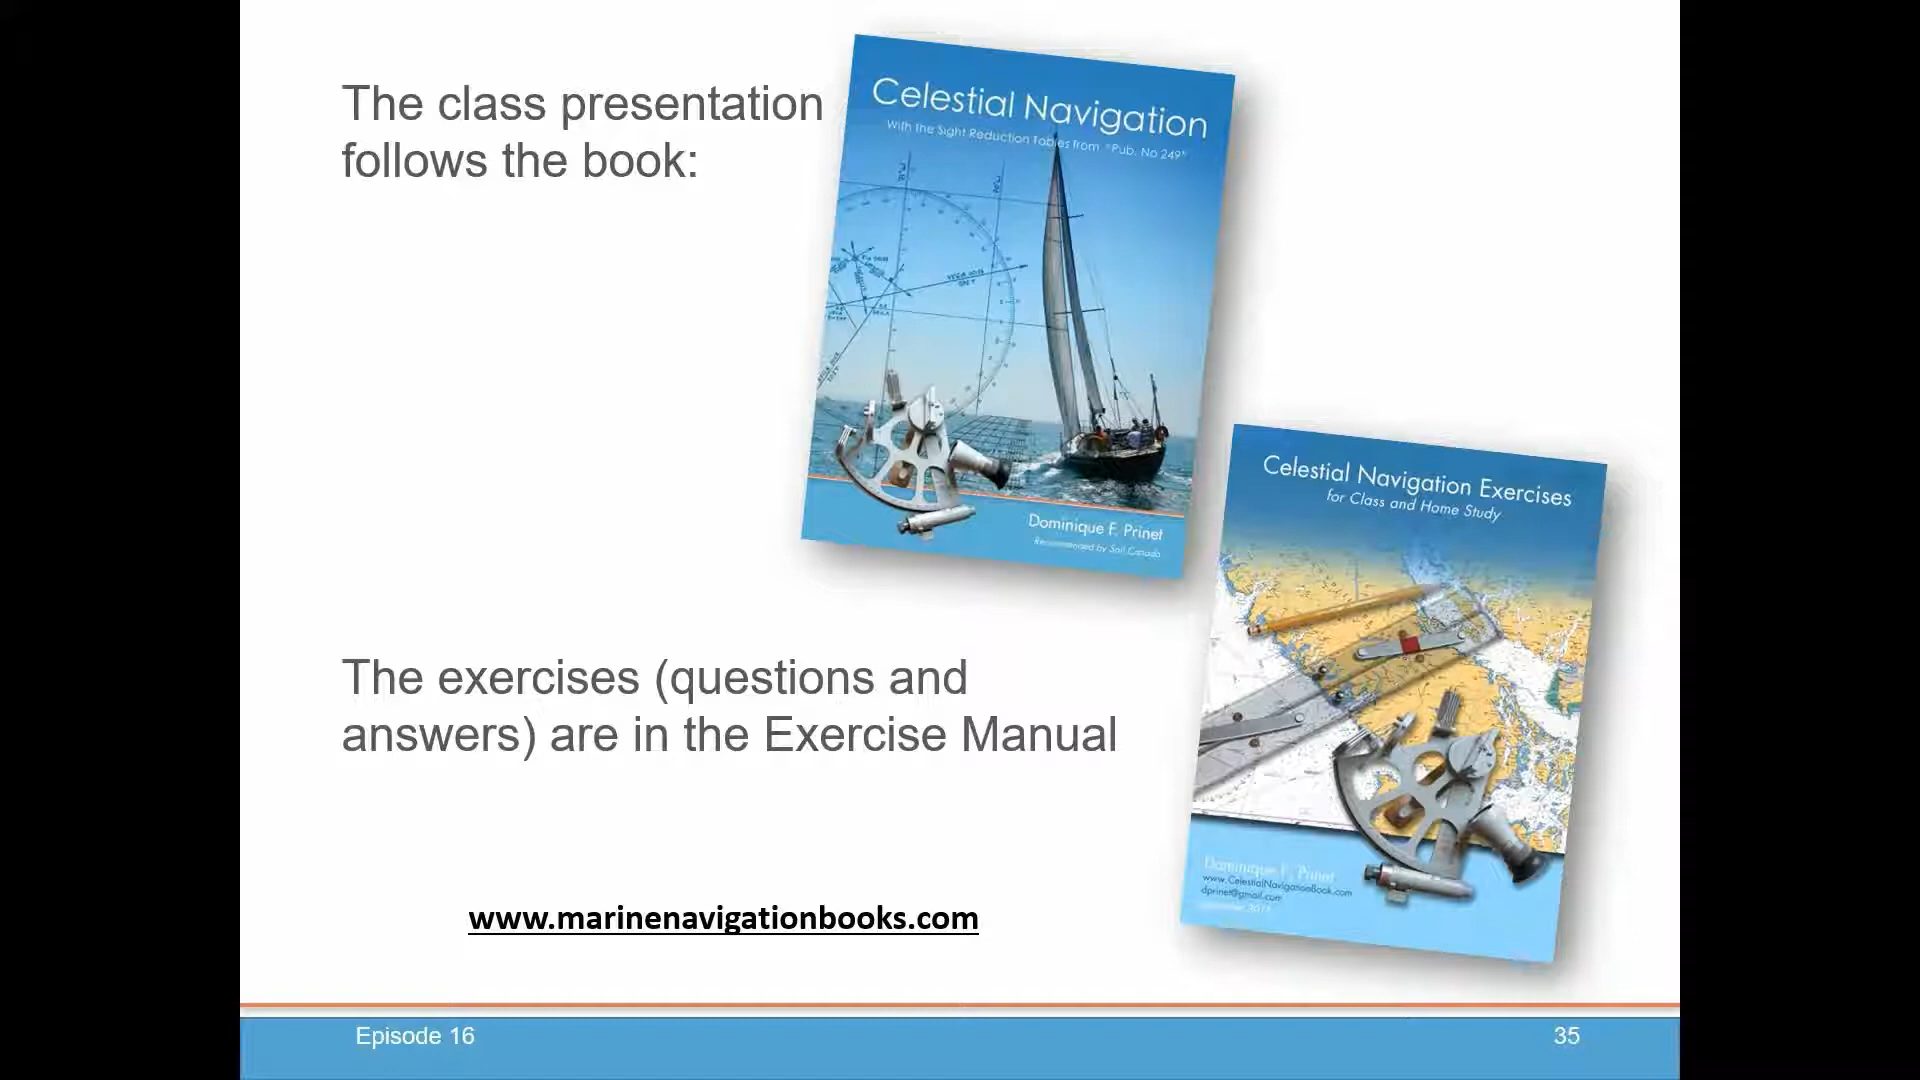 The class presentation
follows the book:
Celestial Navigation
With the Sight Reduction Tables from "Pub. No 249"
Dominique F. Prinet
Recommended by Sail Canada
Celestial Navigation Exercises
for Class and Home Study
The exercises (questions and
answers) are in the Exercise Manual
Dominique F. Prinet
www.CelestialNavigationBook.com
dprinet@gmail.com
www.marinenavigationbooks.com
Episode 16
35